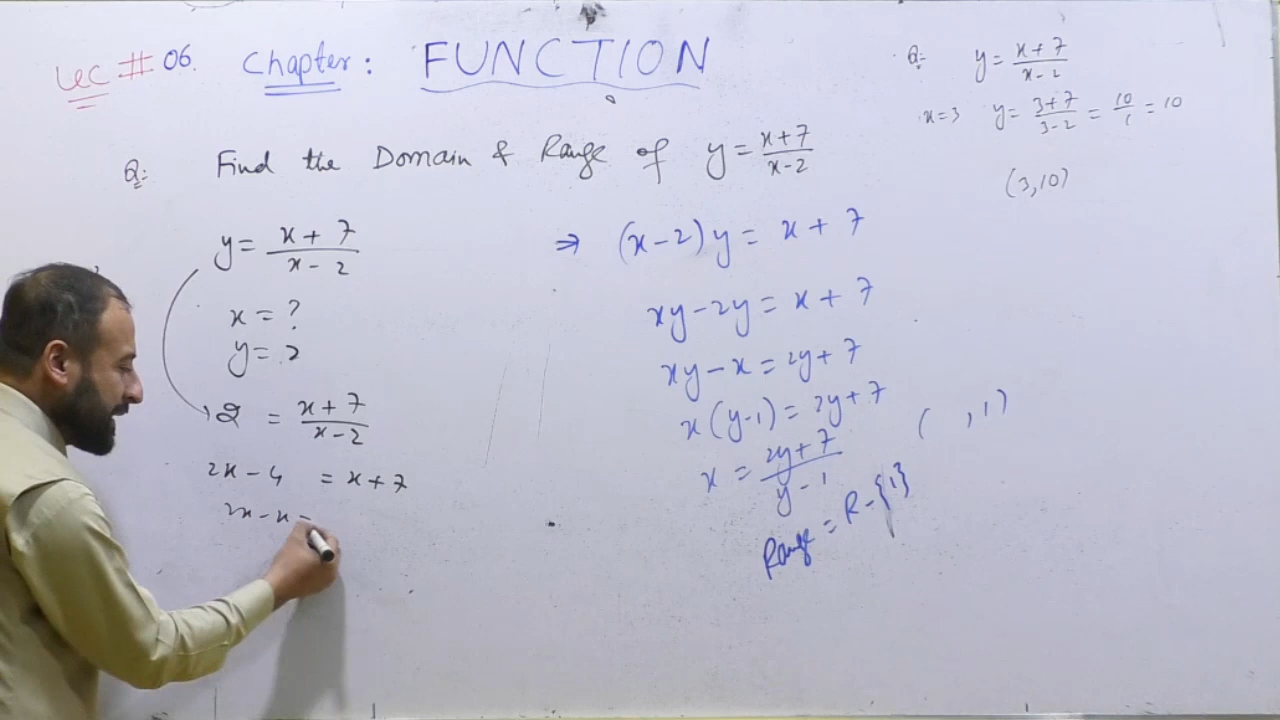 Lec # 06. Chapter: FUNCTION
Q: Find the Domain & Range of y = x+7/x-2
y = x+7/x-2
x = ?
y = ?
2 = x+7/x-2
2x - 4 = x + 7
2x - x =
⇒ (x-2)y = x + 7
xy - 2y = x + 7
xy - x = 2y + 7
x(y-1) = 2y + 7
x = 2y+7/y-1
Range = R - {1}
( , 1)
Q: y = x+7/x-2
x=3 y = 3+7/3-2 = 10/1 = 10
(3,10)